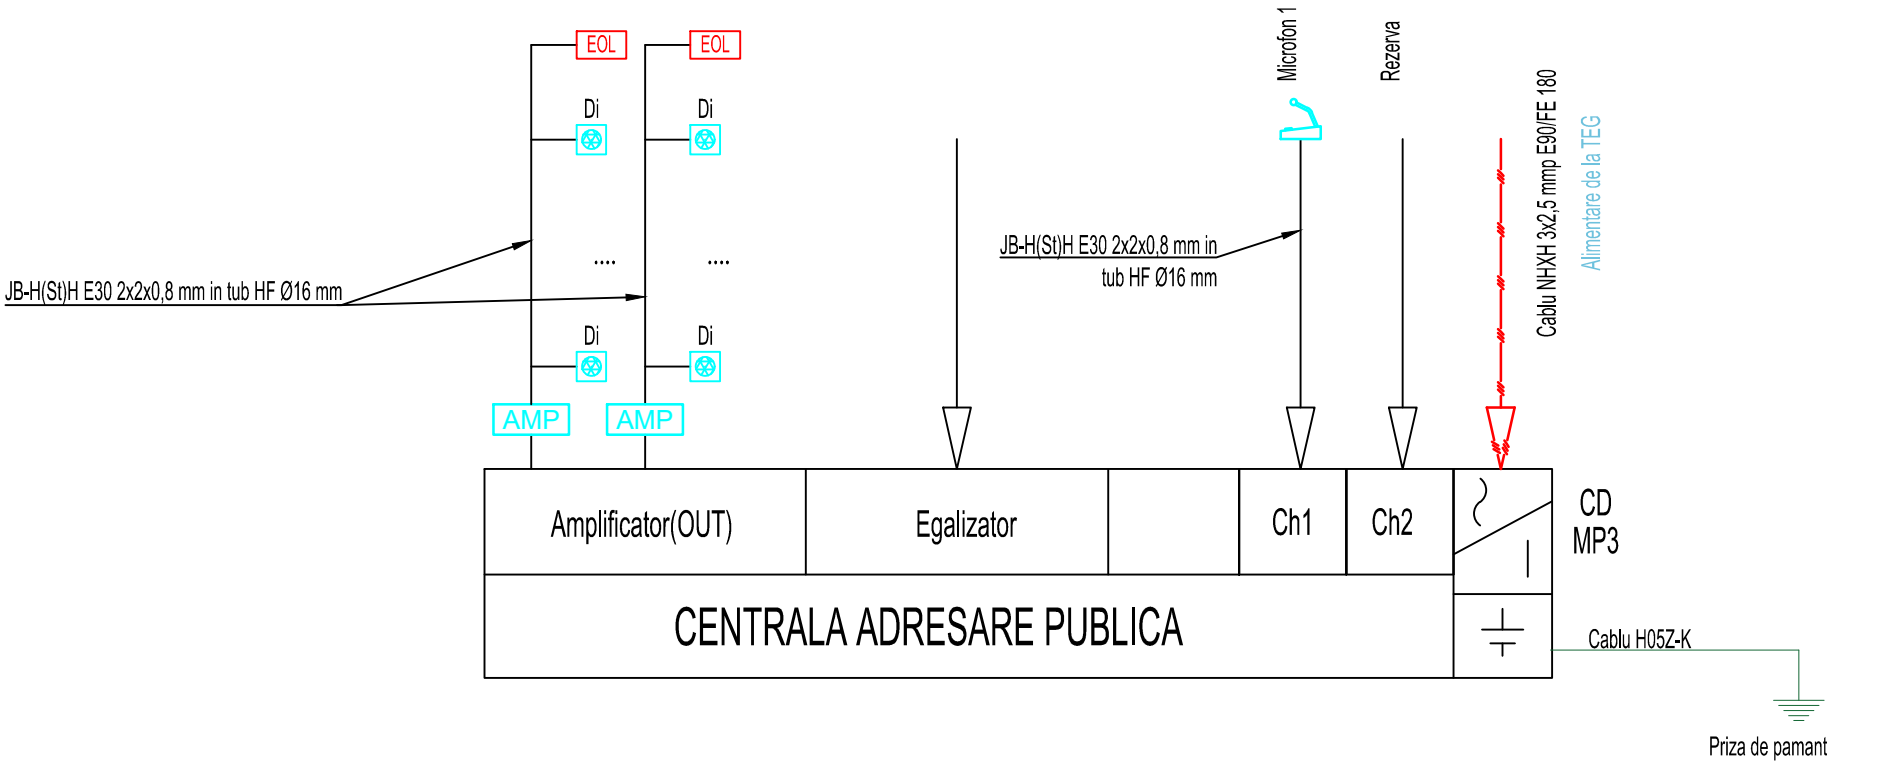 EOL
EOL
Di
Di
....
....
JB-H(St)H E30 2x2x0,8 mm in tub HF Ø16 mm
Di
Di
AMP
AMP
Microfon 1
Rezerva
JB-H(St)H E30 2x2x0,8 mm in
tub HF Ø16 mm
Cablu NHXH 3x2,5 mmp E90/FE 180
Alimentare de la TEG
Amplificator(OUT)
Egalizator
Ch1
Ch2
CD
MP3
CENTRALA ADRESARE PUBLICA
Cablu H05Z-K
Priza de pamant